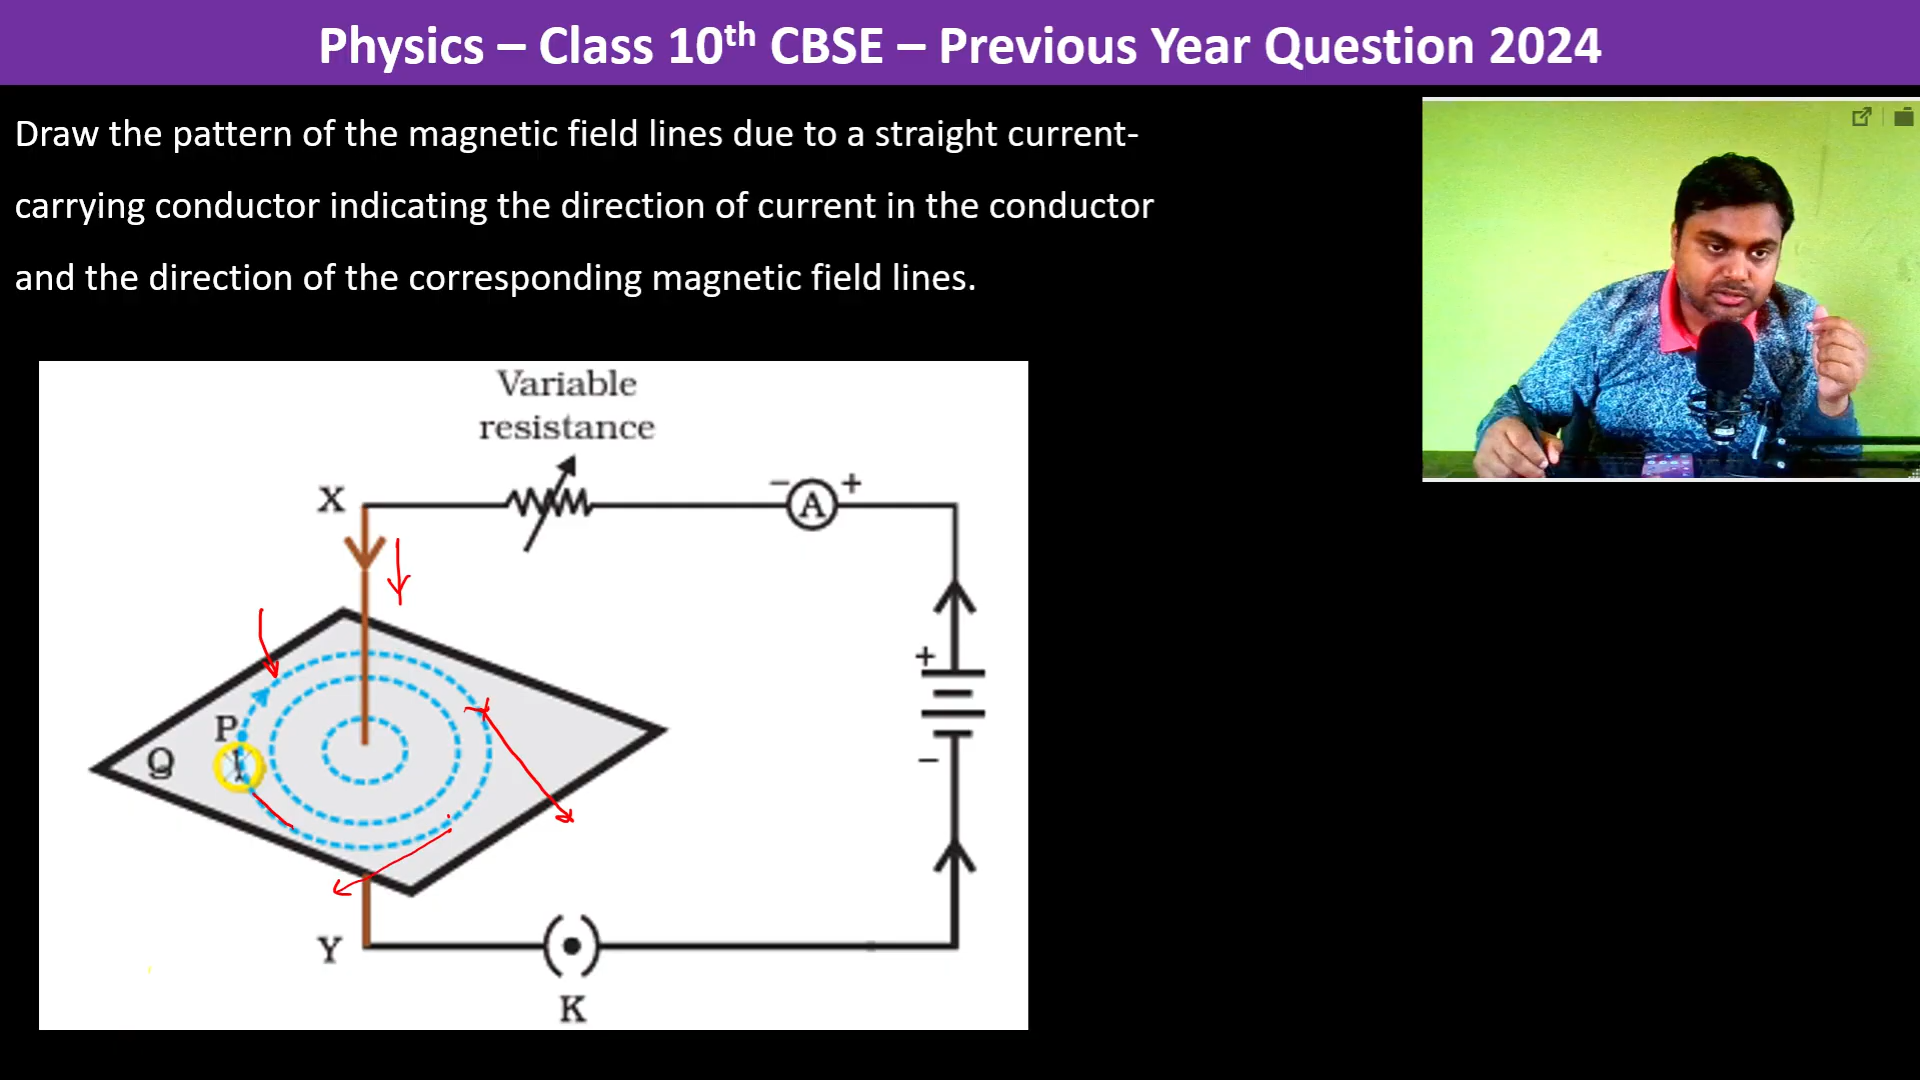 Physics – Class 10th CBSE – Previous Year Question 2024
Draw the pattern of the magnetic field lines due to a straight current-
carrying conductor indicating the direction of current in the conductor
and the direction of the corresponding magnetic field lines.
Variable
resistance
X
− A +
+
P
Q
−
Y
K